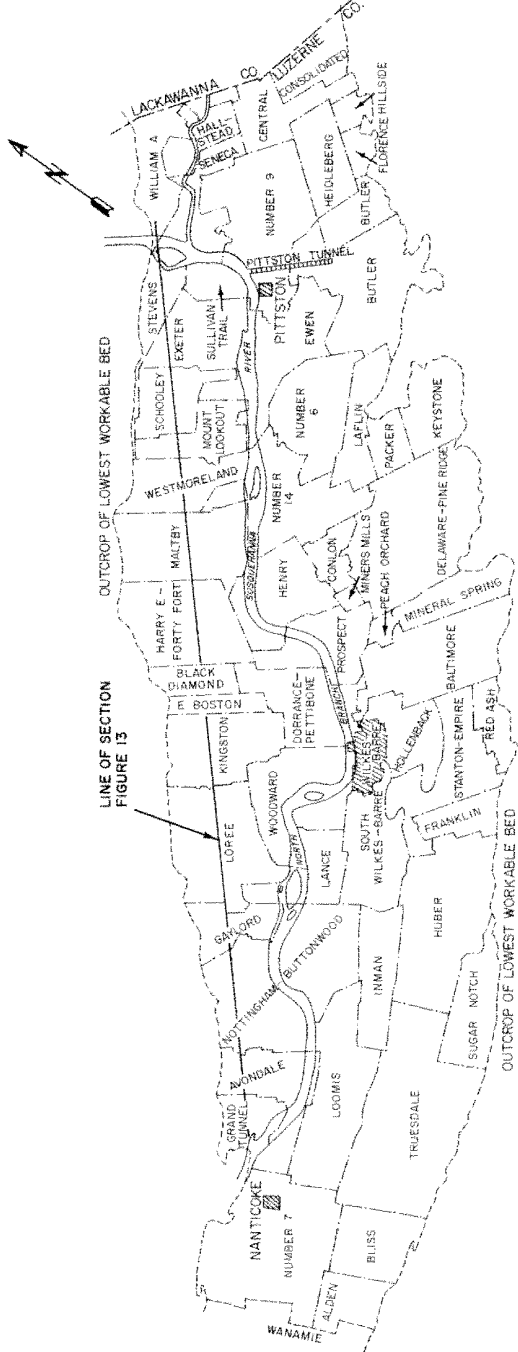 N
LACKAWANNA CO.
LUZERNE CO.
OUTCROP OF LOWEST WORKABLE BED
LINE OF SECTION
FIGURE 13
WILLIAM A
HALL-
STEAD
SENECA
CENTRAL
CONSOLIDATED
STEVENS
EXETER
SULLIVAN
TRAIL
NUMBER 9
HEIDLEBERG
FLORENCE HILLSIDE
BUTLER
PITTSTON TUNNEL
PITTSTON
BUTLER
SCHOOLEY
MOUNT
LOOKOUT
EWEN
WESTMORELAND
NUMBER
6
NUMBER
14
LAFLIN
PACKER
KEYSTONE
MALTBY
HARRY E-
FORTY FORT
HENRY
CONLON
MINERS MILLS
PEACH ORCHARD
DELAWARE-PINE RIDGE
BLACK
DIAMOND
E BOSTON
DORRANCE-
PETTIBONE
PROSPECT
MINERAL SPRING
BALTIMORE
KINGSTON
LOREE
WOODWARD
NORTH BRANCH SUSQUEHANNA RIVER
WILKES-
BARRE
HOLLENBACK
STANTON-EMPIRE
RED ASH
GAYLORD
LANCE
SOUTH
WILKES-BARRE
FRANKLIN
NOTTINGHAM BUTTONWOOD
INMAN
HUBER
SUGAR NOTCH
AVONDALE
GRAND
TUNNEL
LOOMIS
TRUESDALE
NANTICOKE
NUMBER 7
BLISS
ALDEN
WANAMIE
OUTCROP OF LOWEST WORKABLE BED